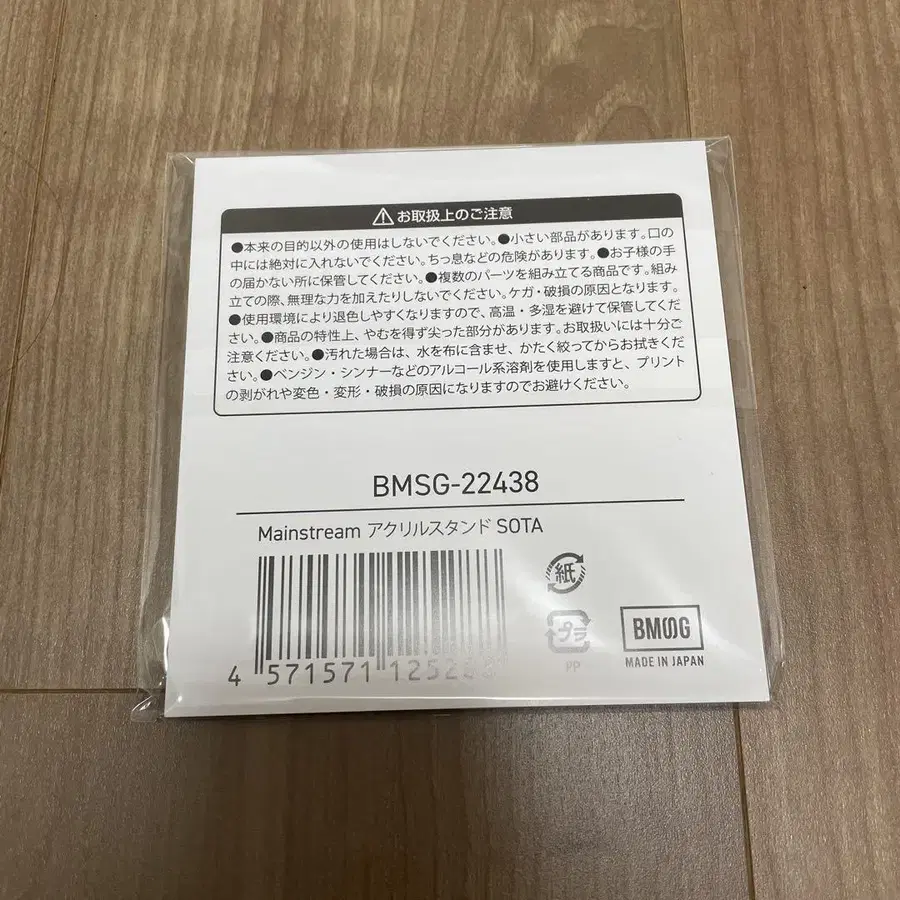 お取扱上のご注意
●本来の目的以外の使用はしないでください。●小さい部品があります。口の
中には絶対に入れないでください。ちっ息などの危険があります。●お子様の手
の届かない所に保管してください。●複数のパーツを組み立てる商品です。組み
立ての際、無理な力を加えたりしないでください。ケガ・破損の原因となります。
●使用環境により退色しやすくなりますので、高温・多湿を避けて保管してくだ
さい。●商品の特性上、やむを得ず尖った部分があります。お取扱いには十分ご
注意ください。●汚れた場合は、水を布に含ませ、かたく絞ってからお拭きくだ
さい。●ベンジン・シンナーなどのアルコール系溶剤を使用しますと、プリント
の剥がれや変色・変形・破損の原因になりますのでお避けください。
BMSG-22438
Mainstream アクリルスタンド SOTA
紙
プラ
PP
BMSG
MADE IN JAPAN
4 571571